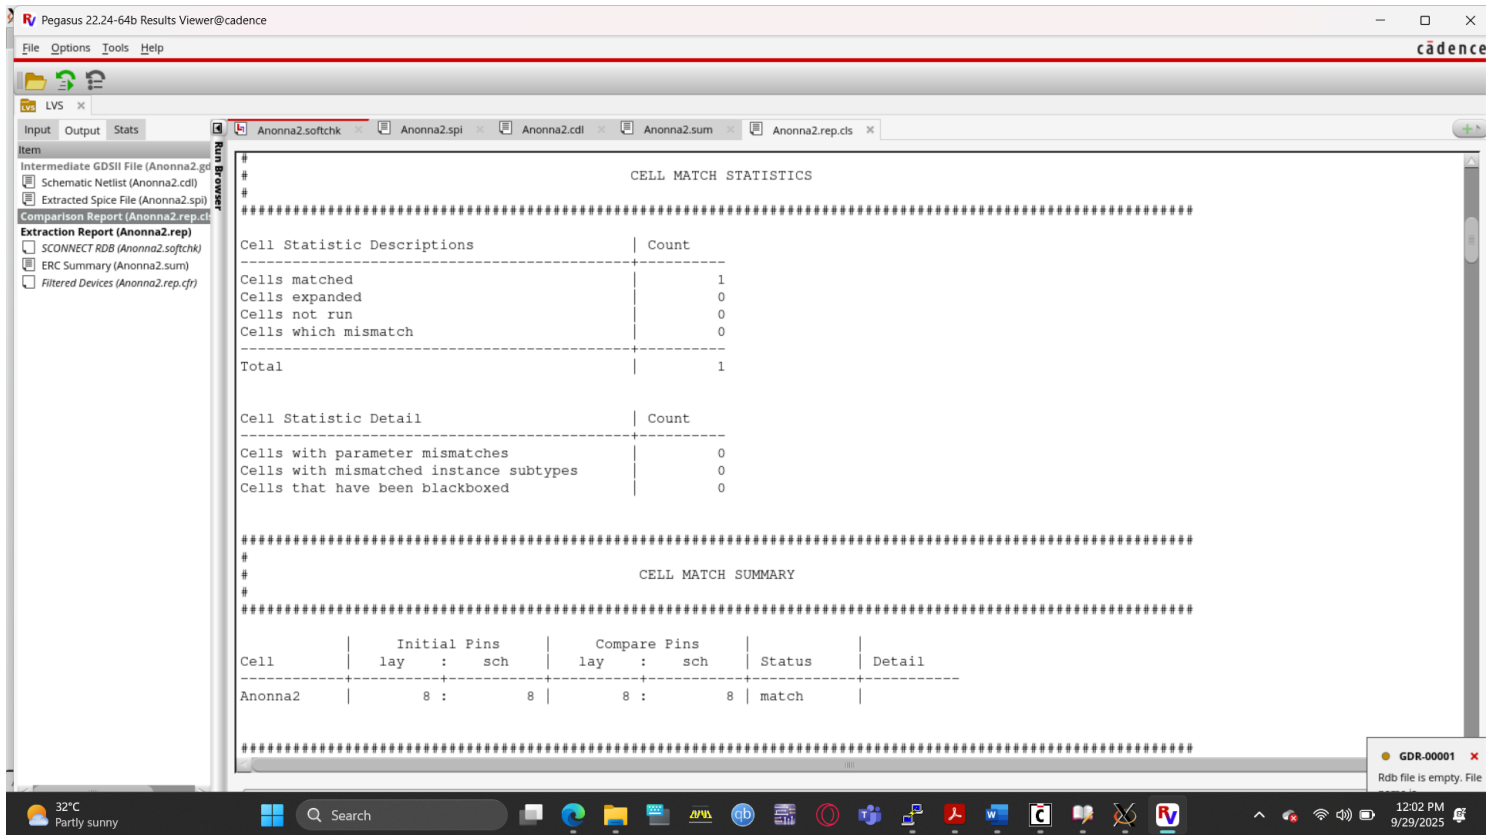 Pegasus 22.24-64b Results Viewer@cadence
File Options Tools Help
cādence
LVS
Input Output Stats
Anonna2.softchk Anonna2.spi Anonna2.cdl Anonna2.sum Anonna2.rep.cls
Item
Intermediate GDSII File (Anonna2.gd
Schematic Netlist (Anonna2.cdl)
Extracted Spice File (Anonna2.spi)
Comparison Report (Anonna2.rep.cls
Extraction Report (Anonna2.rep)
SCONNECT RDB (Anonna2.softchk)
ERC Summary (Anonna2.sum)
Filtered Devices (Anonna2.rep.cfr)
Run Browser
#
# CELL MATCH STATISTICS
#
##############################################################################################################
Cell Statistic Descriptions | Count
---------------------------------------------+----------
Cells matched | 1
Cells expanded | 0
Cells not run | 0
Cells which mismatch | 0
---------------------------------------------+----------
Total | 1
Cell Statistic Detail | Count
---------------------------------------------+----------
Cells with parameter mismatches | 0
Cells with mismatched instance subtypes | 0
Cells that have been blackboxed | 0
##############################################################################################################
#
# CELL MATCH SUMMARY
#
##############################################################################################################
| Initial Pins | Compare Pins | |
Cell | lay : sch | lay : sch | Status | Detail
------------+----------+-----------+----------+-----------+------------+-----------
Anonna2 | 8 : 8 | 8 : 8 | match |
##############################################################################################################
GDR-00001
Rdb file is empty. File
32°C
Partly sunny
Search
12:02 PM
9/29/2025